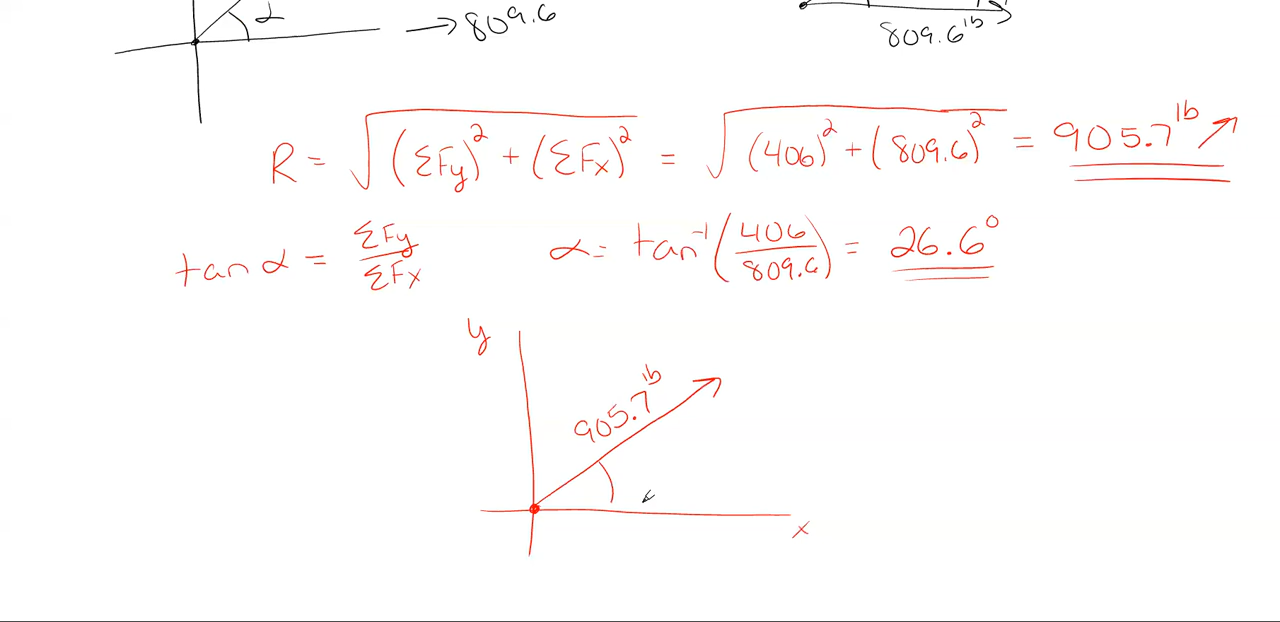 α → 809.6
809.6 lb
R = √(ΣFy)² + (ΣFx)² = √(406)² + (809.6)² = 905.7 lb ↗
tan α = ΣFy/ΣFx α = tan⁻¹(406/809.6) = 26.6°
y
905.7 lb
x